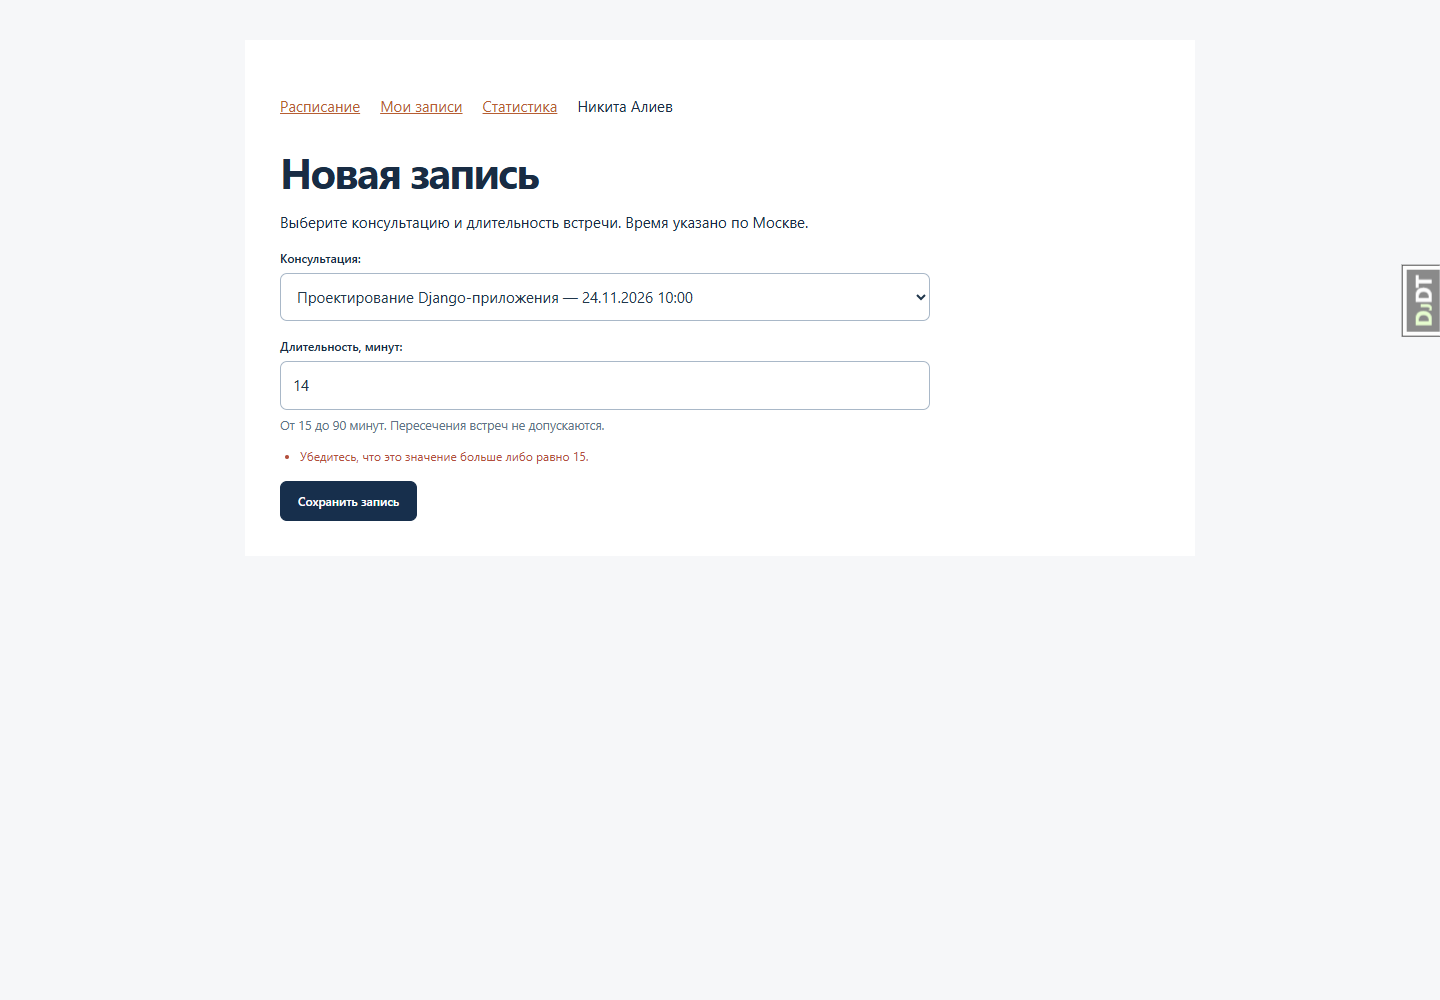 Расписание Мои записи Статистика Никита Алиев
Новая запись
Выберите консультацию и длительность встречи. Время указано по Москве.
Консультация:
Проектирование Django-приложения — 24.11.2026 10:00
Длительность, минут:
14
От 15 до 90 минут. Пересечения встреч не допускаются.
Убедитесь, что это значение больше либо равно 15.
Сохранить запись
DJDT